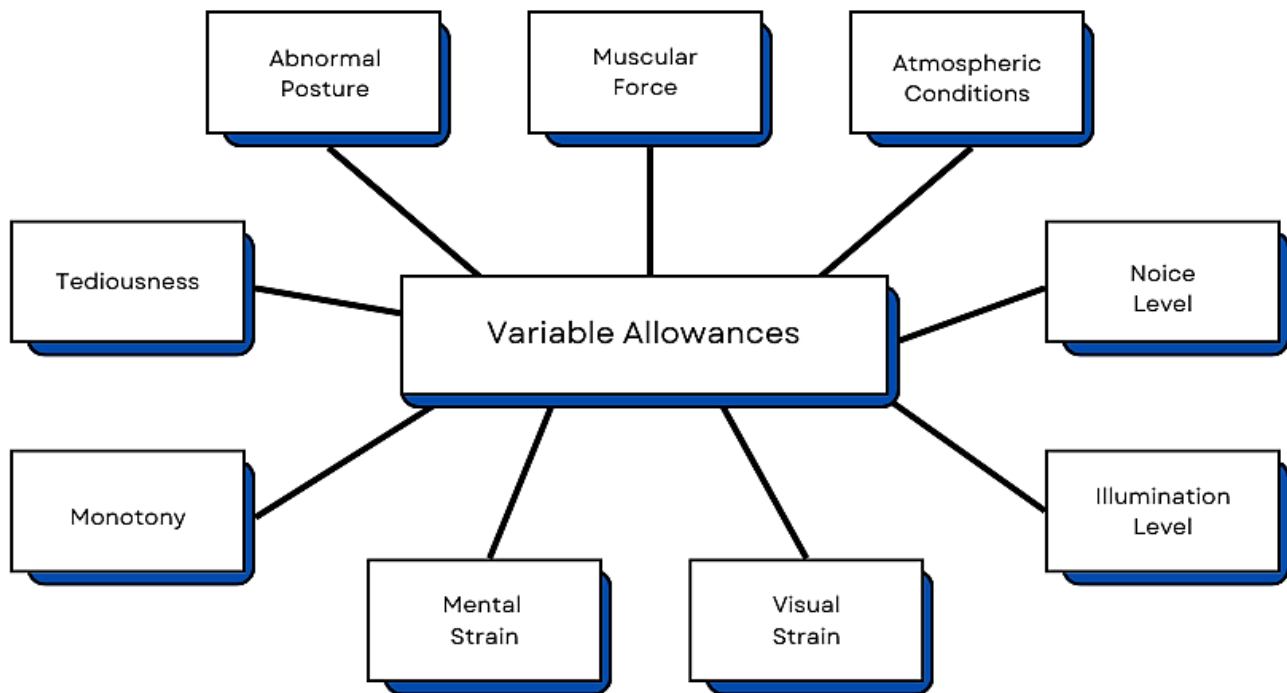 Abnormal
Posture
Muscular
Force
Atmospheric
Conditions
Tediousness
Variable Allowances
Noice
Level
Monotony
Illumination
Level
Mental
Strain
Visual
Strain